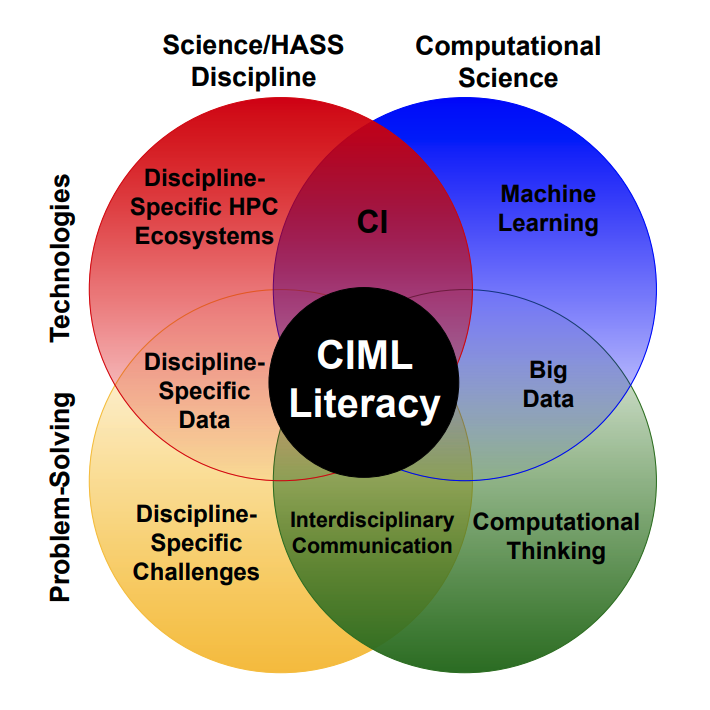 Science/HASS
Discipline
Computational
Science
Technologies
Problem-Solving
Discipline-
Specific HPC
Ecosystems
CI
Machine
Learning
Discipline-
Specific
Data
CIML
Literacy
Big
Data
Discipline-
Specific
Challenges
Interdisciplinary
Communication
Computational
Thinking